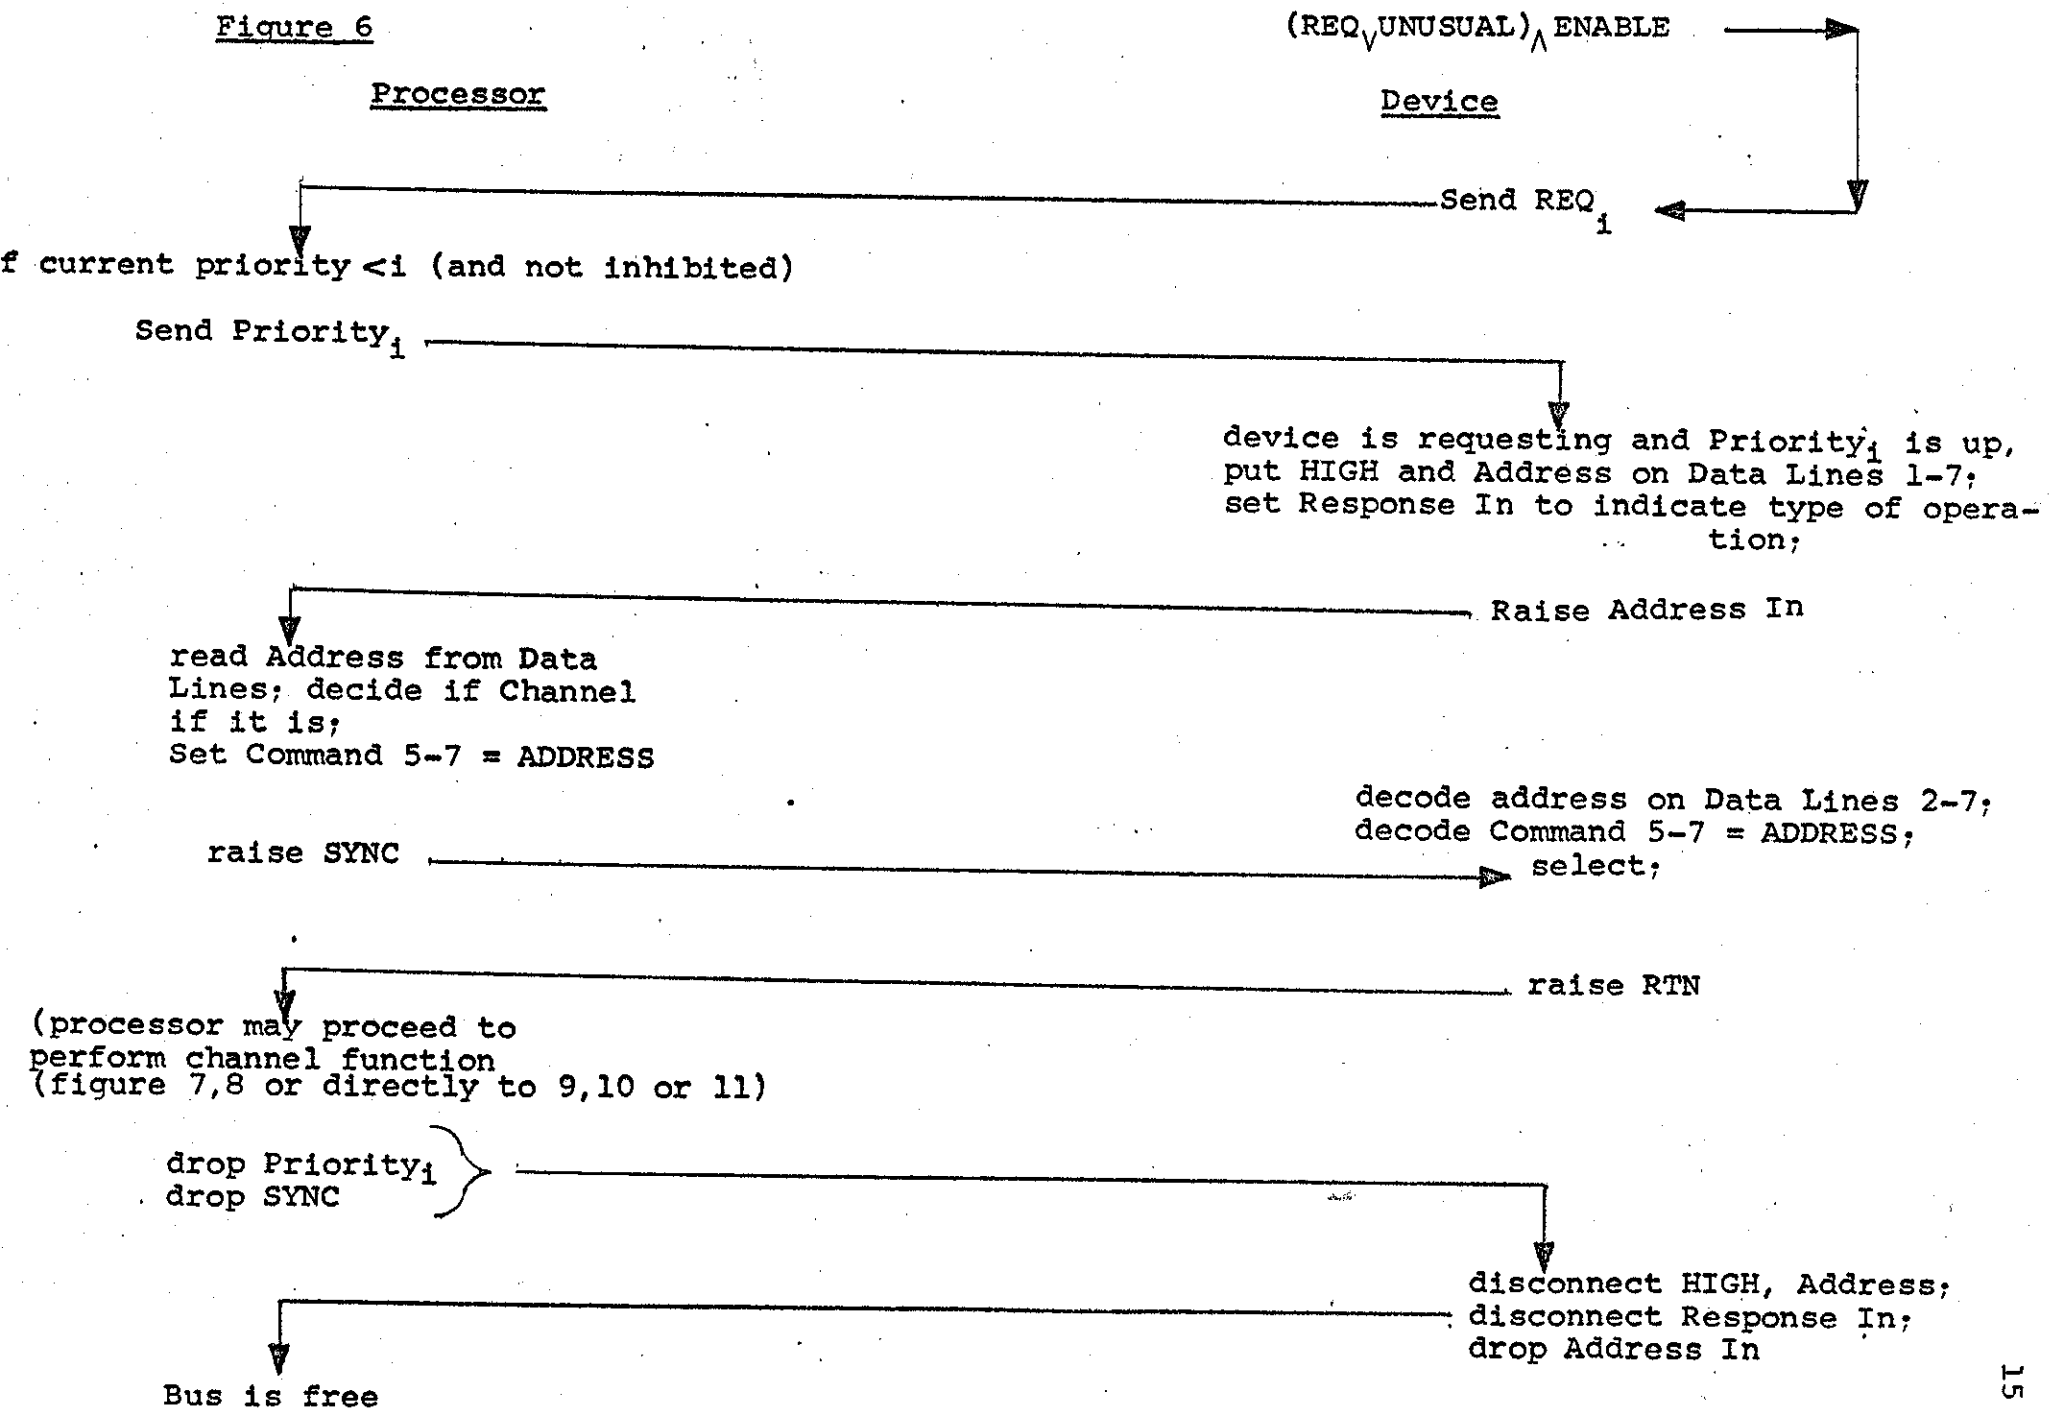 Figure 6
(REQ∨UNUSUAL)∧ENABLE
Processor
Device
Send REQi
f current priority <i (and not inhibited)
Send Priorityi
device is requesting and Priorityi is up,
put HIGH and Address on Data Lines 1-7;
set Response In to indicate type of opera-
tion;
Raise Address In
read Address from Data
Lines; decide if Channel
if it is;
Set Command 5-7 = ADDRESS
decode address on Data Lines 2-7;
decode Command 5-7 = ADDRESS;
raise SYNC
select;
raise RTN
(processor may proceed to
perform channel function
(figure 7,8 or directly to 9,10 or 11)
drop Priorityi
drop SYNC
disconnect HIGH, Address;
disconnect Response In;
drop Address In
Bus is free
15